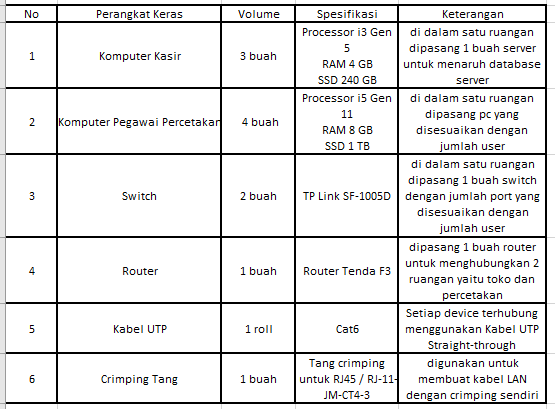 No Perangkat Keras Volume Spesifikasi Keterangan
1 Komputer Kasir 3 buah
Processor i3 Gen
5
RAM 4 GB
SSD 240 GB
di dalam satu ruangan
dipasang 1 buah server
untuk menaruh database
server
2 Komputer Pegawai Percetakan 4 buah
Processor i5 Gen
11
RAM 8 GB
SSD 1 TB
di dalam satu ruangan
dipasang pc yang
disesuaikan dengan
jumlah user
3 Switch 2 buah TP Link SF-1005D
di dalam satu ruangan
dipasang 1 buah switch
dengan jumlah port yang
disesuaikan dengan
jumlah user
4 Router 1 buah Router Tenda F3
dipasang 1 buah router
untuk menghubungkan 2
ruangan yaitu toko dan
percetakan
5 Kabel UTP 1 roll Cat6
Setiap device terhubung
menggunakan Kabel UTP
Straight-through
6 Crimping Tang 1 buah
Tang crimping
untuk RJ45 / RJ-11-
JM-CT4-3
digunakan untuk
membuat kabel LAN
dengan crimping sendiri